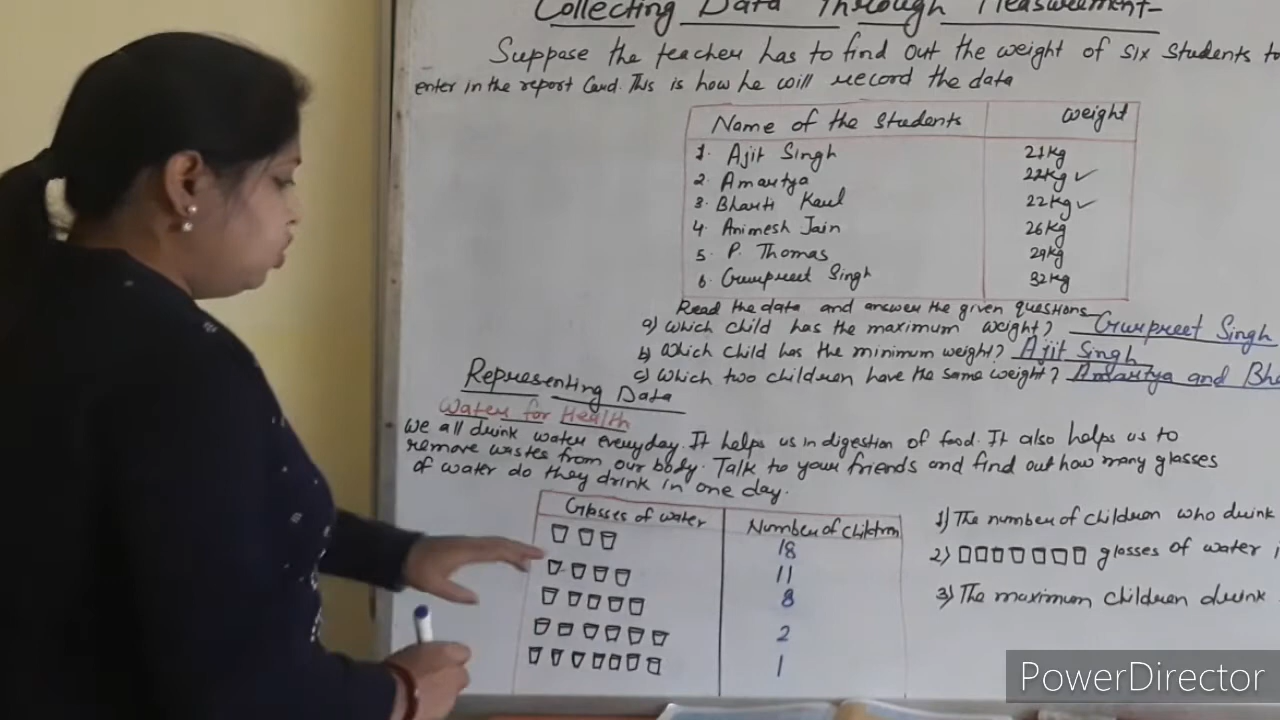 Collecting Data Through Measurement
Suppose the teacher has to find out the weight of six students to
enter in the report Card. This is how he will record the data
Name of the students weight
1. Ajit Singh 21kg
2. Amartya 22kg ✓
3. Bharti Kaul 22kg ✓
4. Animesh Jain 26kg
5. P. Thomas 29kg
6. Gurpreet Singh 32kg
Read the data and answer the given questions
a) Which child has the maximum weight? Gurpreet Singh
b) Which child has the minimum weight? Ajit Singh
c) Which two children have the same weight? Amartya and Bha
Representing Data
Water for Health
We all drink water everyday. It helps us in digestion of food. It also helps us to
remove wastes from our body. Talk to your friends and find out how many glasses
of water do they drink in one day.
Glasses of water Number of children
18
11
8
2
1
1) The number of children who drink
2) glasses of water i
3) The maximum children drink
PowerDirector